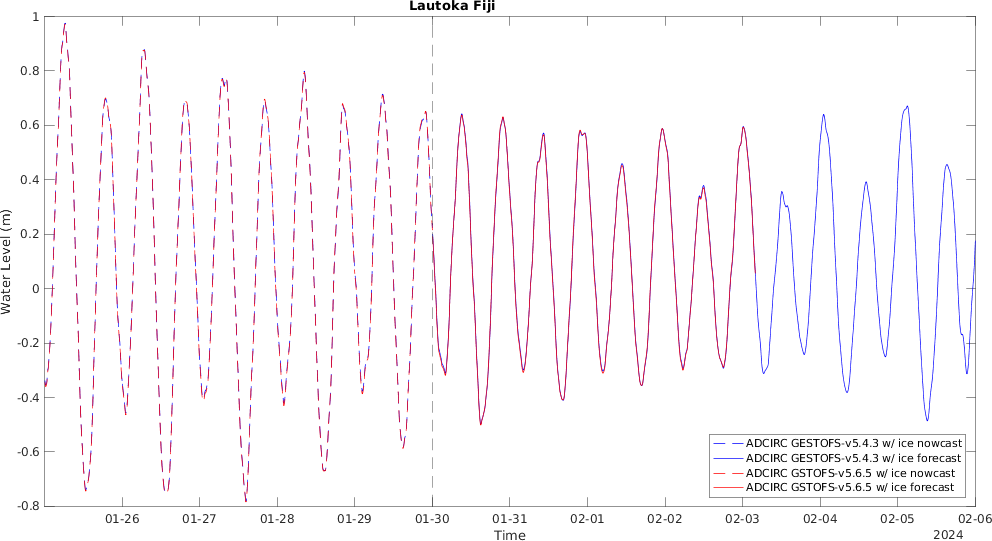 Lautoka Fiji
1
0.8
0.6
0.4
0.2
0
-0.2
-0.4
-0.6
-0.8
Water Level (m)
ADCIRC GESTOFS-v5.4.3 w/ ice nowcast
ADCIRC GESTOFS-v5.4.3 w/ ice forecast
ADCIRC GSTOFS-v5.6.5 w/ ice nowcast
ADCIRC GSTOFS-v5.6.5 w/ ice forecast
01-26 01-27 01-28 01-29 01-30 01-31 02-01 02-02 02-03 02-04 02-05 02-06
Time
2024